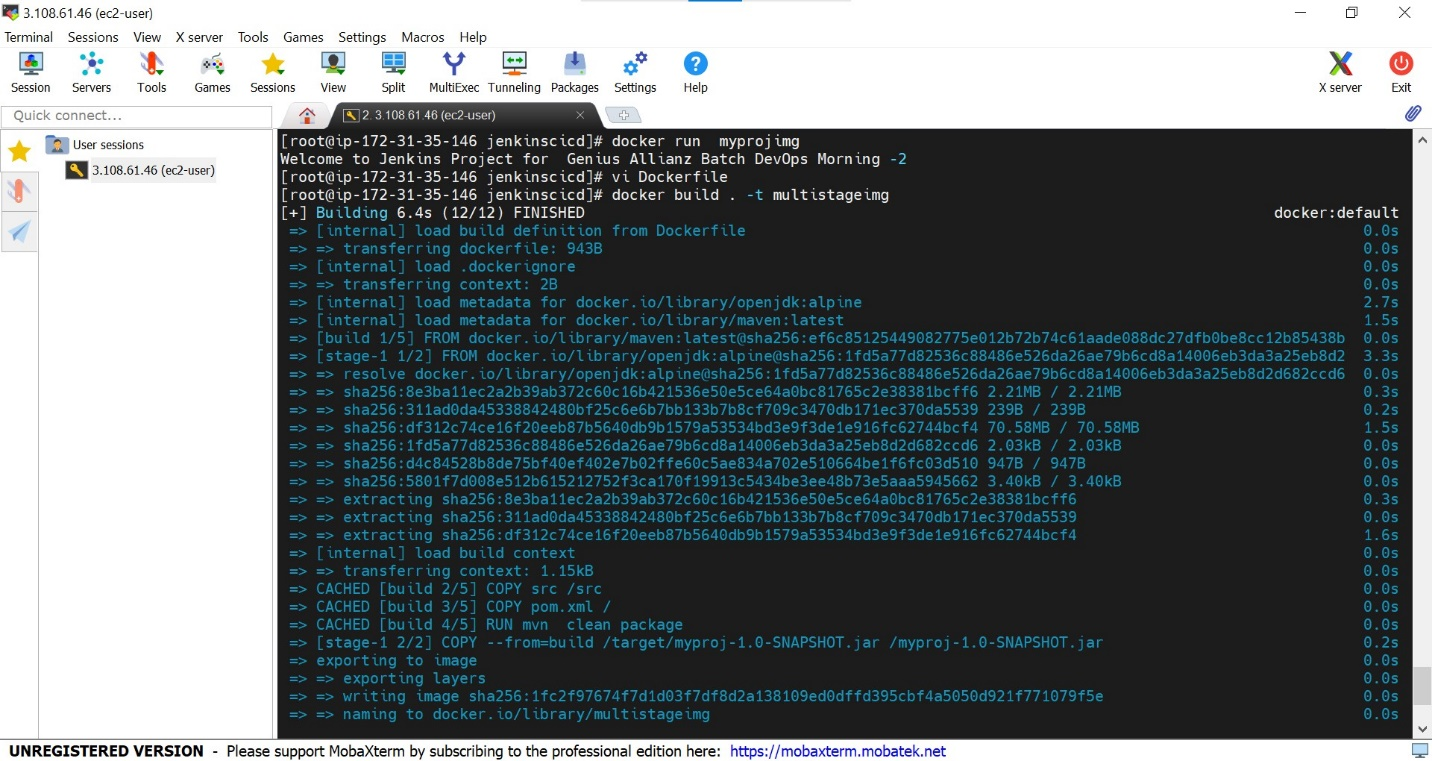 3.108.61.46 (ec2-user)
Terminal Sessions View X server Tools Games Settings Macros Help
Session Servers Tools Games Sessions View Split MultiExec Tunneling Packages Settings Help X server Exit
Quick connect...
2. 3.108.61.46 (ec2-user)
User sessions
3.108.61.46 (ec2-user)
[root@ip-172-31-35-146 jenkinscicd]# docker run  myprojimg
Welcome to Jenkins Project for  Genius Allianz Batch DevOps Morning -2
[root@ip-172-31-35-146 jenkinscicd]# vi Dockerfile
[root@ip-172-31-35-146 jenkinscicd]# docker build . -t multistageimg
[+] Building 6.4s (12/12) FINISHED docker:default
=> [internal] load build definition from Dockerfile 0.0s
=> => transferring dockerfile: 943B 0.0s
=> [internal] load .dockerignore 0.0s
=> => transferring context: 2B 0.0s
=> [internal] load metadata for docker.io/library/openjdk:alpine 2.7s
=> [internal] load metadata for docker.io/library/maven:latest 1.5s
=> [build 1/5] FROM docker.io/library/maven:latest@sha256:ef6c85125449082775e012b72b74c61aade088dc27dfb0be8cc12b85438b 0.0s
=> [stage-1 1/2] FROM docker.io/library/openjdk:alpine@sha256:1fd5a77d82536c88486e526da26ae79b6cd8a14006eb3da3a25eb8d2 3.3s
=> => resolve docker.io/library/openjdk:alpine@sha256:1fd5a77d82536c88486e526da26ae79b6cd8a14006eb3da3a25eb8d2d682ccd6 0.0s
=> => sha256:8e3ba11ec2a2b39ab372c60c16b421536e50e5ce64a0bc81765c2e38381bcff6 2.21MB / 2.21MB 0.3s
=> => sha256:311ad0da45338842480bf25c6e6b7bb133b7b8cf709c3470db171ec370da5539 239B / 239B 0.2s
=> => sha256:df312c74ce16f20eeb87b5640db9b1579a53534bd3e9f3de1e916fc62744bcf4 70.58MB / 70.58MB 1.5s
=> => sha256:1fd5a77d82536c88486e526da26ae79b6cd8a14006eb3da3a25eb8d2d682ccd6 2.03kB / 2.03kB 0.0s
=> => sha256:d4c84528b8de75bf40ef402e7b02ffe60c5ae834a702e510664be1f6fc03d510 947B / 947B 0.0s
=> => sha256:5801f7d008e512b615212752f3ca170f19913c5434be3ee48b73e5aaa5945662 3.40kB / 3.40kB 0.0s
=> => extracting sha256:8e3ba11ec2a2b39ab372c60c16b421536e50e5ce64a0bc81765c2e38381bcff6 0.3s
=> => extracting sha256:311ad0da45338842480bf25c6e6b7bb133b7b8cf709c3470db171ec370da5539 0.0s
=> => extracting sha256:df312c74ce16f20eeb87b5640db9b1579a53534bd3e9f3de1e916fc62744bcf4 1.6s
=> [internal] load build context 0.0s
=> => transferring context: 1.15kB 0.0s
=> CACHED [build 2/5] COPY src /src 0.0s
=> CACHED [build 3/5] COPY pom.xml / 0.0s
=> CACHED [build 4/5] RUN mvn  clean package 0.0s
=> [stage-1 2/2] COPY --from=build /target/myproj-1.0-SNAPSHOT.jar /myproj-1.0-SNAPSHOT.jar 0.2s
=> exporting to image 0.0s
=> => exporting layers 0.0s
=> => writing image sha256:1fc2f97674f7d1d03f7df8d2a138109ed0dffd395cbf4a5050d921f771079f5e 0.0s
=> => naming to docker.io/library/multistageimg 0.0s
UNREGISTERED VERSION - Please support MobaXterm by subscribing to the professional edition here: https://mobaxterm.mobatek.net